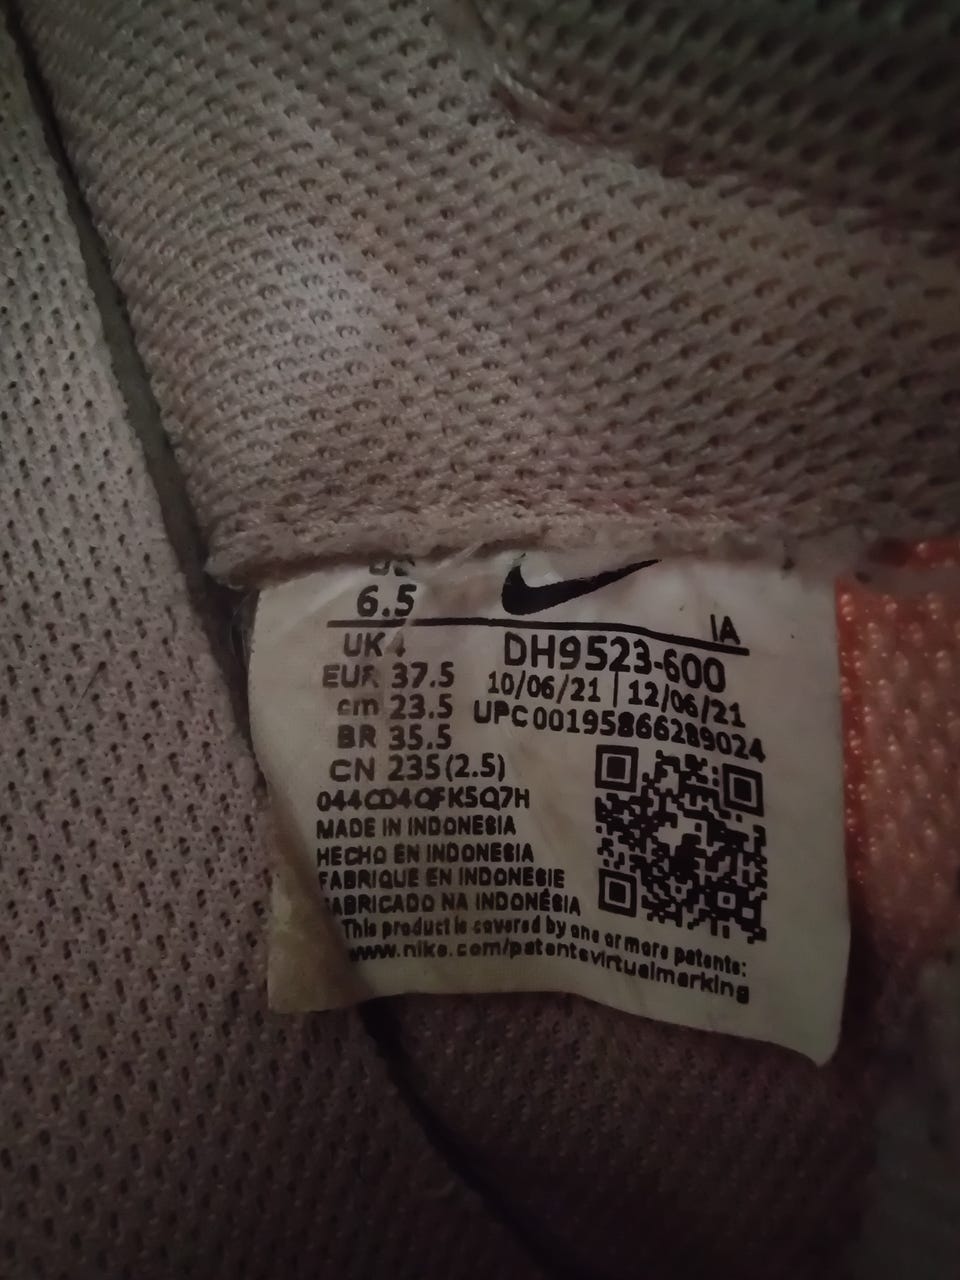 US
6.5
IA
UK 4
EUR 37.5
cm 23.5
BR 35.5
CN 235(2.5)
DH9523-600
10/06/21 | 12/06/21
UPC 00195866289024
044CD4QFK5Q7H
MADE IN INDONESIA
HECHO EN INDONESIA
FABRIQUE EN INDONESIE
FABRICADO NA INDONÉSIA
This product is covered by one or more patents:
www.nike.com/patentsvirtualmarking